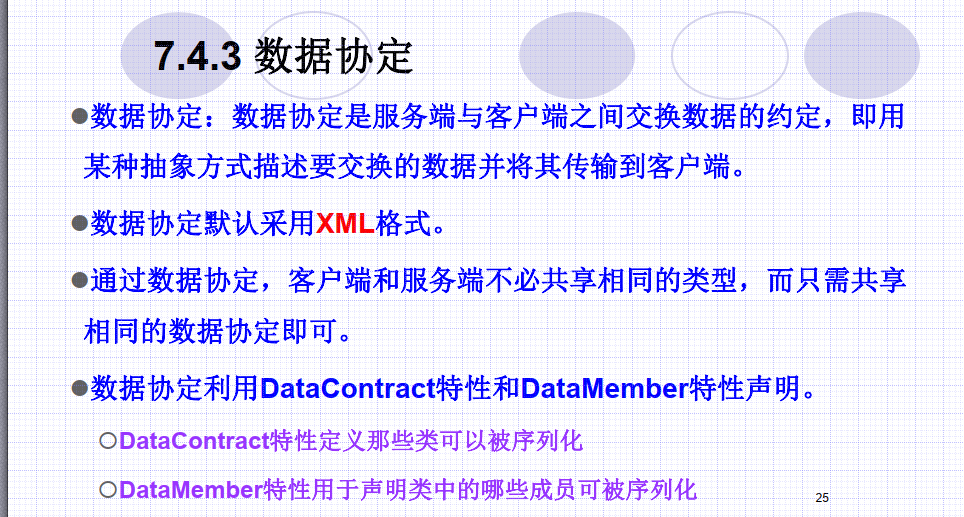 7.4.3 数据协定
●数据协定：数据协定是服务端与客户端之间交换数据的约定，即用
某种抽象方式描述要交换的数据并将其传输到客户端。
●数据协定默认采用XML格式。
●通过数据协定，客户端和服务端不必共享相同的类型，而只需共享
相同的数据协定即可。
●数据协定利用DataContract特性和DataMember特性声明。
○DataContract特性定义那些类可以被序列化
○DataMember特性用于声明类中的哪些成员可被序列化
25